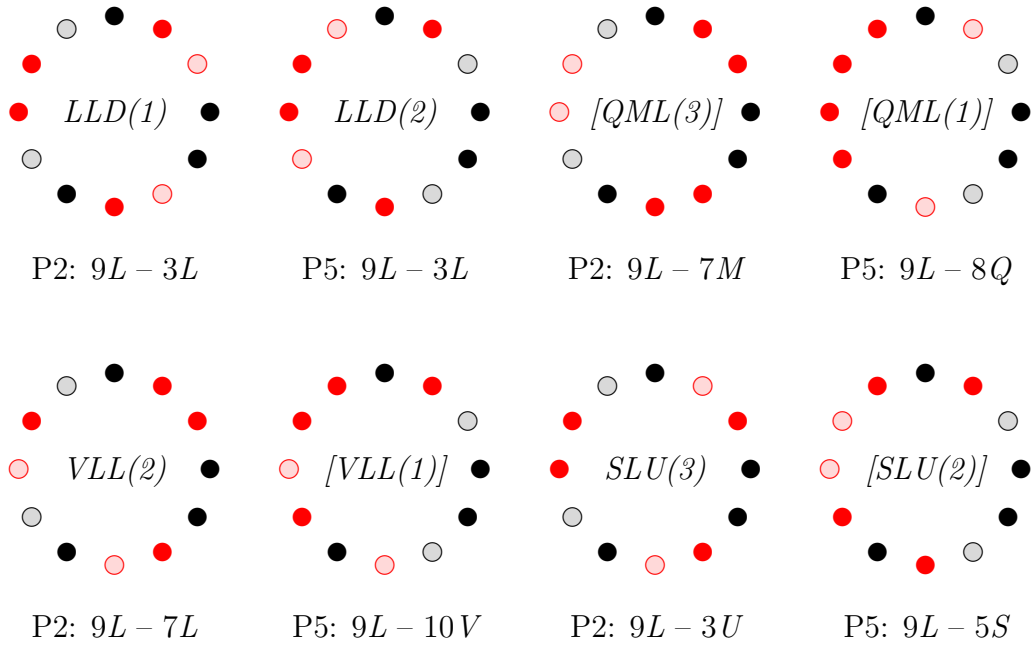 LLD(1) LLD(2) [QML(3)] [QML(1)]
P2: 9L – 3L P5: 9L – 3L P2: 9L – 7M P5: 9L – 8Q
VLL(2) [VLL(1)] SLU(3) [SLU(2)]
P2: 9L – 7L P5: 9L – 10V P2: 9L – 3U P5: 9L – 5S